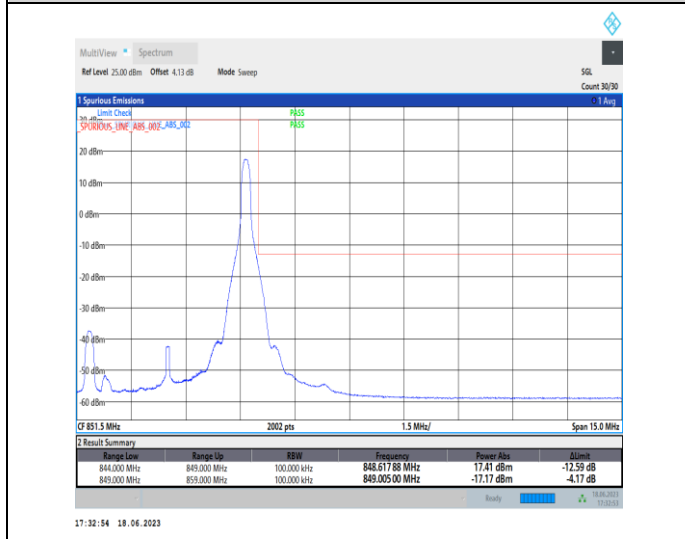 MultiView Spectrum
Ref Level 25.00 dBm Offset 4.13 dB Mode Sweep SGL
Count 30/30
1 Spurious Emissions 1 Avg
Limit Check PASS
_SPURIOUS_LINE_ABS_002 PASS
20 dBm
10 dBm
0 dBm
-10 dBm
-20 dBm
-30 dBm
-40 dBm
-50 dBm
-60 dBm
CF 851.5 MHz 2002 pts 1.5 MHz/ Span 15.0 MHz
2 Result Summary
Range Low Range Up RBW Frequency Power Abs ΔLimit
844.000 MHz 849.000 MHz 100.000 kHz 848.617 88 MHz 17.41 dBm -12.59 dB
849.000 MHz 859.000 MHz 100.000 kHz 849.005 00 MHz -17.17 dBm -4.17 dB
Ready 18.06.2023
17:32:53
17:32:54 18.06.2023